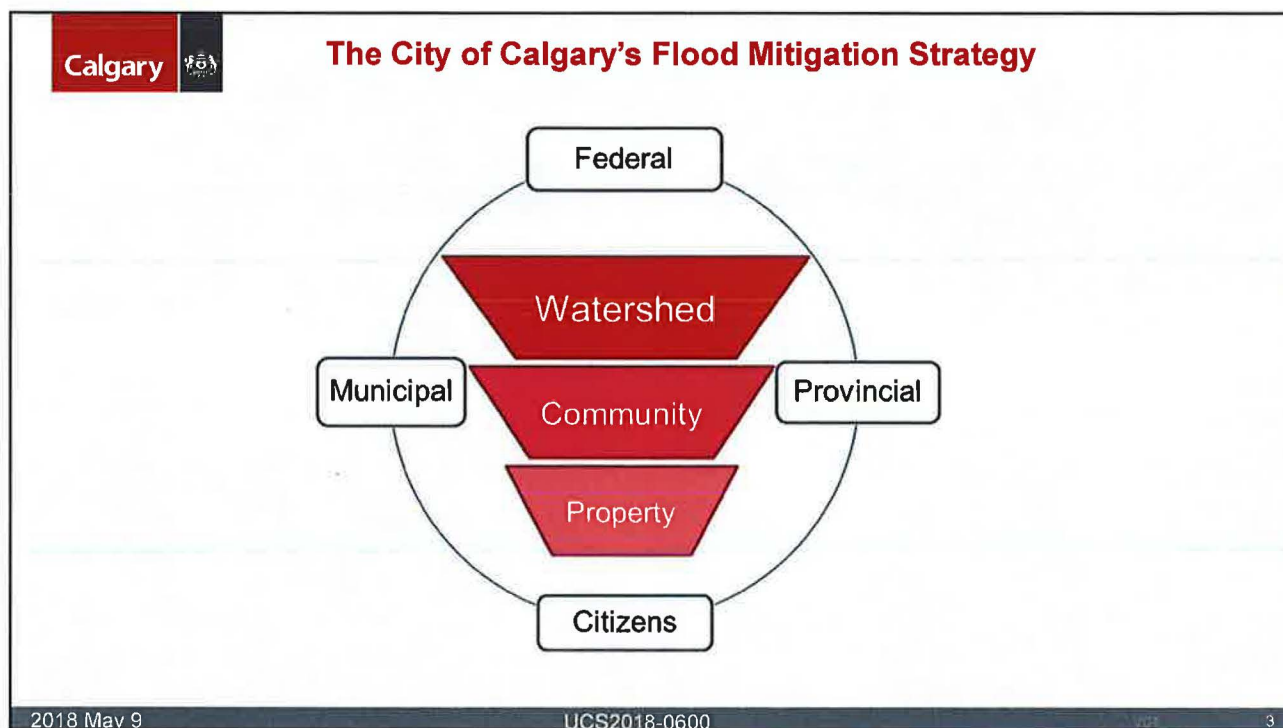 Calgary
The City of Calgary's Flood Mitigation Strategy
Federal
Watershed
Municipal
Provincial
Community
Property
Citizens
2018 May 9
UCS2018-0600
3